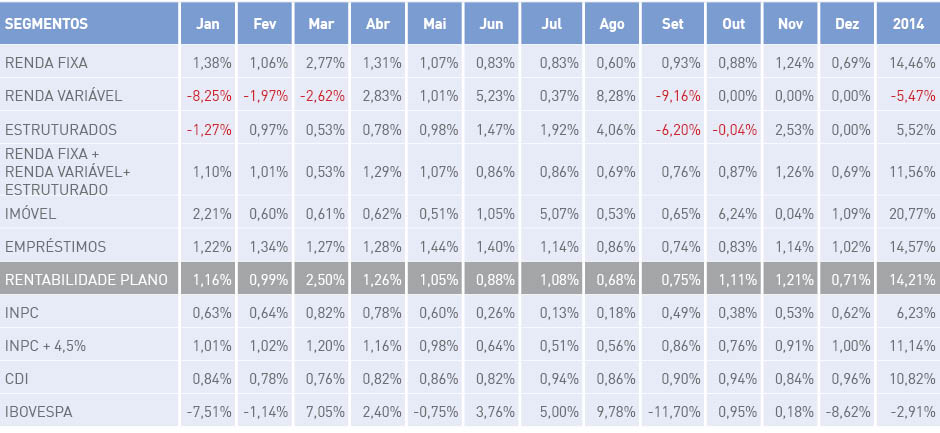 SEGMENTOS Jan Fev Mar Abr Mai Jun Jul Ago Set Out Nov Dez 2014
RENDA FIXA 1,38% 1,06% 2,77% 1,31% 1,07% 0,83% 0,83% 0,60% 0,93% 0,88% 1,24% 0,69% 14,46%
RENDA VARIÁVEL -8,25% -1,97% -2,62% 2,83% 1,01% 5,23% 0,37% 8,28% -9,16% 0,00% 0,00% 0,00% -5,47%
ESTRUTURADOS -1,27% 0,97% 0,53% 0,78% 0,98% 1,47% 1,92% 4,06% -6,20% -0,04% 2,53% 0,00% 5,52%
RENDA FIXA +
RENDA VARIÁVEL+ 1,10% 1,01% 0,53% 1,29% 1,07% 0,86% 0,86% 0,69% 0,76% 0,87% 1,26% 0,69% 11,56%
ESTRUTURADO
IMÓVEL 2,21% 0,60% 0,61% 0,62% 0,51% 1,05% 5,07% 0,53% 0,65% 6,24% 0,04% 1,09% 20,77%
EMPRÉSTIMOS 1,22% 1,34% 1,27% 1,28% 1,44% 1,40% 1,14% 0,86% 0,74% 0,83% 1,14% 1,02% 14,57%
RENTABILIDADE PLANO 1,16% 0,99% 2,50% 1,26% 1,05% 0,88% 1,08% 0,68% 0,75% 1,11% 1,21% 0,71% 14,21%
INPC 0,63% 0,64% 0,82% 0,78% 0,60% 0,26% 0,13% 0,18% 0,49% 0,38% 0,53% 0,62% 6,23%
INPC + 4,5% 1,01% 1,02% 1,20% 1,16% 0,98% 0,64% 0,51% 0,56% 0,86% 0,76% 0,91% 1,00% 11,14%
CDI 0,84% 0,78% 0,76% 0,82% 0,86% 0,82% 0,94% 0,86% 0,90% 0,94% 0,84% 0,96% 10,82%
IBOVESPA -7,51% -1,14% 7,05% 2,40% -0,75% 3,76% 5,00% 9,78% -11,70% 0,95% 0,18% -8,62% -2,91%